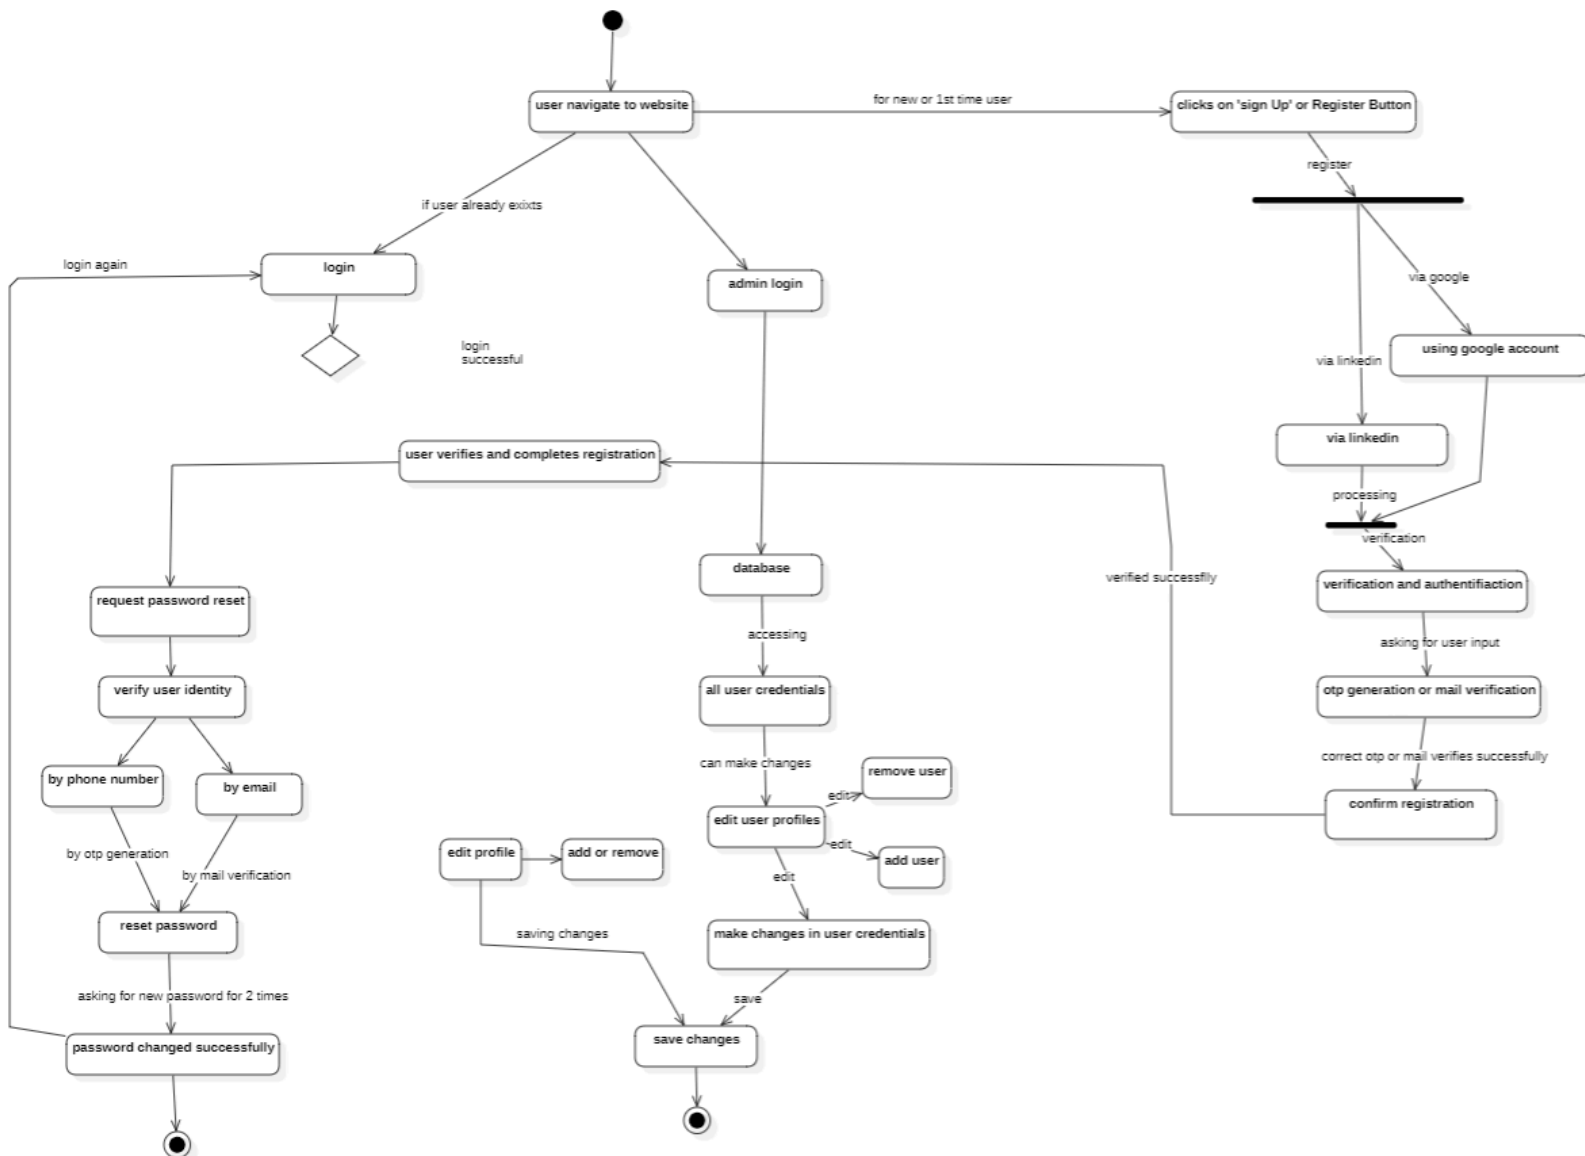 user navigate to website
for new or 1st time user
clicks on 'sign Up' or Register Button
register
if user already exixts
login again
login
admin login
via google
login
successful
via linkedin
using google account
via linkedin
user verifies and completes registration
processing
verification
database
verified successflly
verification and authentifiaction
request password reset
accessing
asking for user input
verify user identity
all user credentials
otp generation or mail verification
can make changes
correct otp or mail verifies successfully
by phone number
by email
remove user
edit
confirm registration
edit user profiles
by otp generation
edit profile
add or remove
edit
add user
by mail verification
edit
reset password
saving changes
make changes in user credentials
asking for new password for 2 times
save
password changed successfully
save changes